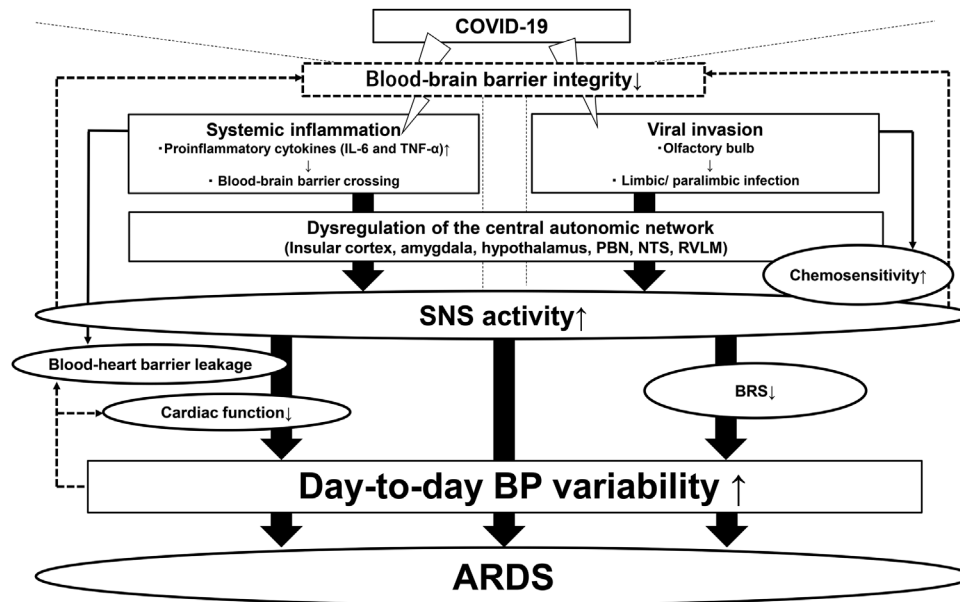 COVID-19
Blood-brain barrier integrity↓
Systemic inflammation
・Proinflammatory cytokines (IL-6 and TNF-α)↑
↓
・Blood-brain barrier crossing
Viral invasion
・Olfactory bulb
↓
・Limbic/ paralimbic infection
Dysregulation of the central autonomic network
(Insular cortex, amygdala, hypothalamus, PBN, NTS, RVLM)
Chemosensitivity↑
SNS activity↑
Blood-heart barrier leakage
Cardiac function↓
BRS↓
Day-to-day BP variability ↑
ARDS